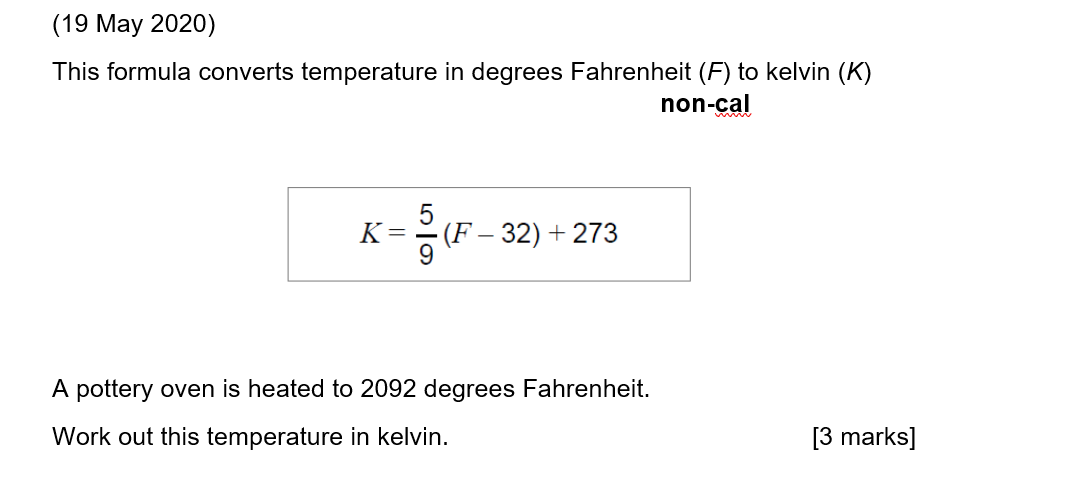 (19 May 2020)
This formula converts temperature in degrees Fahrenheit (F) to kelvin (K)
non-cal
K = 5/9 (F – 32) + 273
A pottery oven is heated to 2092 degrees Fahrenheit.
Work out this temperature in kelvin. [3 marks]